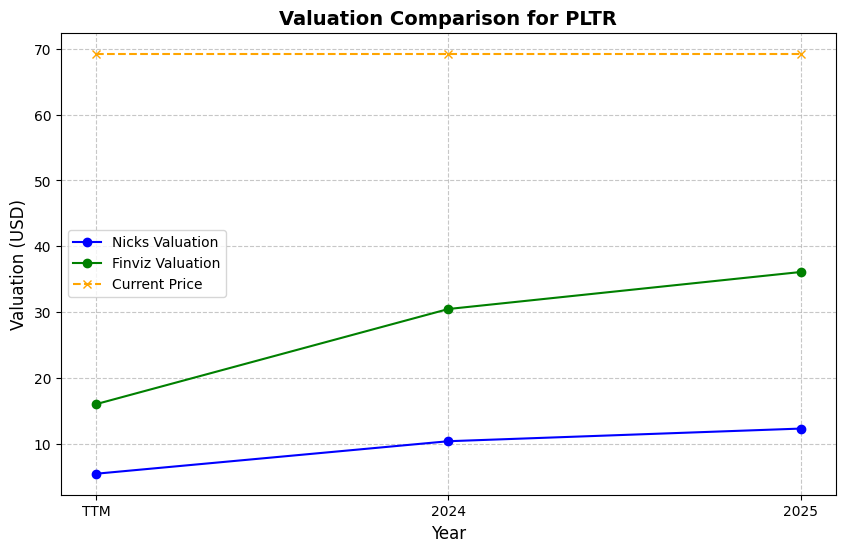 Valuation Comparison for PLTR
Valuation (USD)
70
60
50
40
30
20
10
Nicks Valuation
Finviz Valuation
Current Price
TTM
2024
2025
Year